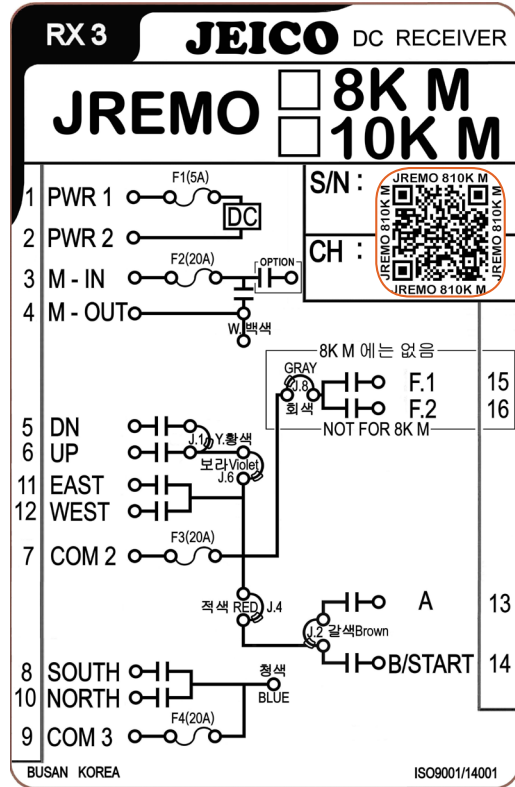 RX 3 JEICO DC RECEIVER
JREMO 8K M
10K M
S/N :
CH :
JREMO 810K M
JREMO 810K M
JREMO 810K M
JREMO 810K M
F1(5A)
1 PWR 1
DC
2 PWR 2
F2(20A)
OPTION
3 M - IN
4 M - OUT
W. 백색
8K M 에는 없음
GRAY
J.8
회색
F.1 15
F.2 16
NOT FOR 8K M
5 DN
J.1 Y.황색
6 UP
보라Violet
J.6
11 EAST
12 WEST
F3(20A)
7 COM 2
적색 RED J.4
A 13
J.2 갈색Brown
B/START 14
8 SOUTH
청색
BLUE
10 NORTH
F4(20A)
9 COM 3
BUSAN KOREA ISO9001/14001